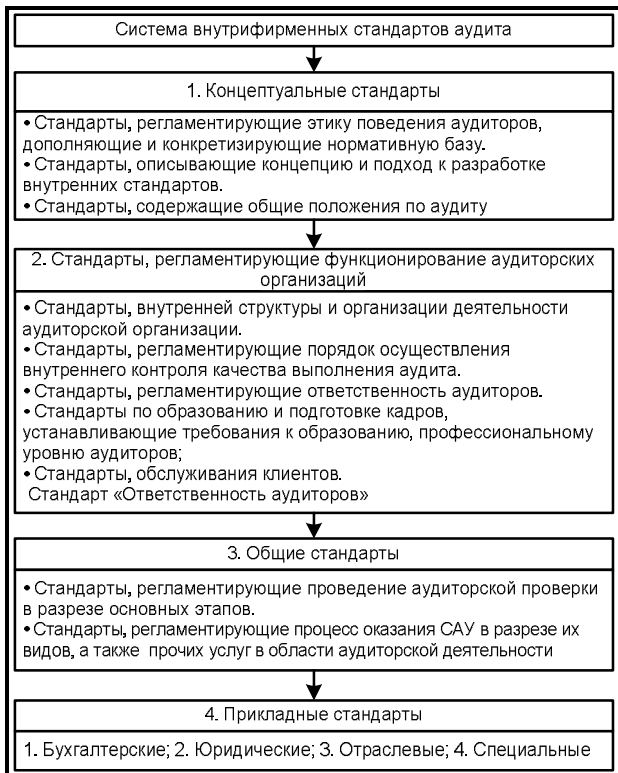 Система внутрифирменных стандартов аудита
1. Концептуальные стандарты
• Стандарты, регламентирующие этику поведения аудиторов,
дополняющие и конкретизирующие нормативную базу.
• Стандарты, описывающие концепцию и подход к разработке
внутренних стандартов.
• Стандарты, содержащие общие положения по аудиту
2. Стандарты, регламентирующие функционирование аудиторских
организаций
• Стандарты, внутренней структуры и организации деятельности
аудиторской организации.
• Стандарты, регламентирующие порядок осуществления
внутреннего контроля качества выполнения аудита.
• Стандарты, регламентирующие ответственность аудиторов.
• Стандарты по образованию и подготовке кадров,
устанавливающие требования к образованию, профессиональному
уровню аудиторов;
• Стандарты, обслуживания клиентов.
Стандарт «Ответственность аудиторов»
3. Общие стандарты
• Стандарты, регламентирующие проведение аудиторской проверки
в разрезе основных этапов.
• Стандарты, регламентирующие процесс оказания САУ в разрезе их
видов, а также прочих услуг в области аудиторской деятельности
4. Прикладные стандарты
1. Бухгалтерские; 2. Юридические; 3. Отраслевые; 4. Специальные